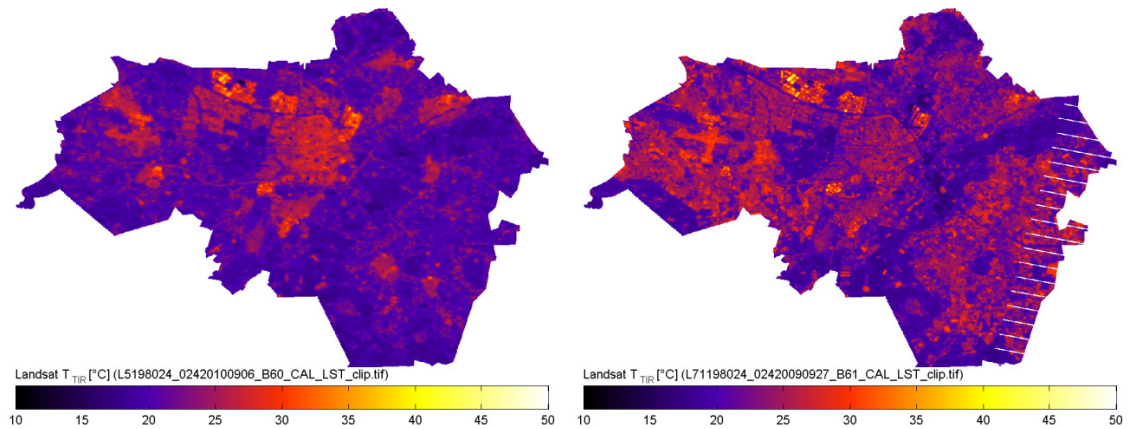 Landsat T TIR [°C] (L5198024_02420100906_B60_CAL_LST_clip.tif)
10 15 20 25 30 35 40 45 50
Landsat T TIR [°C] (L71198024_02420090927_B61_CAL_LST_clip.tif)
10 15 20 25 30 35 40 45 50